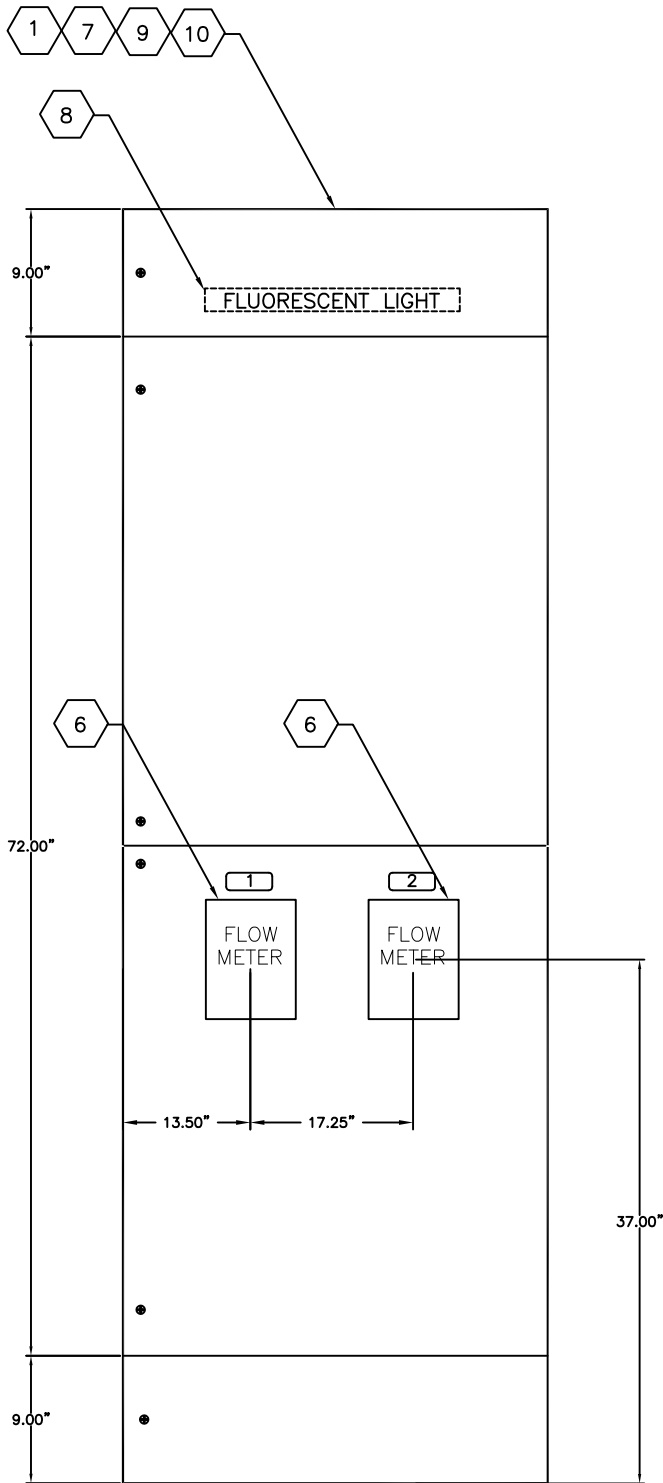 1 7 9 10
8
9.00"
FLUORESCENT LIGHT
6 6
72.00"
1 2
FLOW
METER
FLOW
METER
13.50" 17.25"
37.00"
9.00"